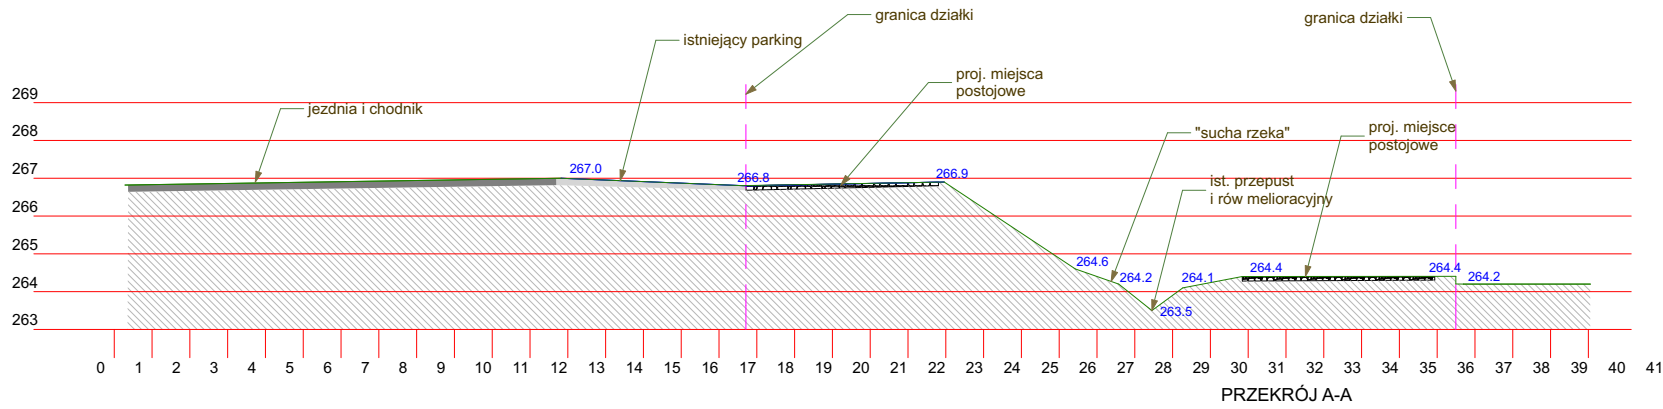 granica działki
granica działki
istniejący parking
proj. miejsca
postojowe
jezdnia i chodnik
"sucha rzeka"
proj. miejsce
postojowe
ist. przepust
i rów melioracyjny
269
268
267
266
265
264
263
267.0
266.8
266.9
264.6
264.2
263.5
264.1
264.4
264.4
264.2
0 1 2 3 4 5 6 7 8 9 10 11 12 13 14 15 16 17 18 19 20 21 22 23 24 25 26 27 28 29 30 31 32 33 34 35 36 37 38 39 40 41
PRZEKRÓJ A-A